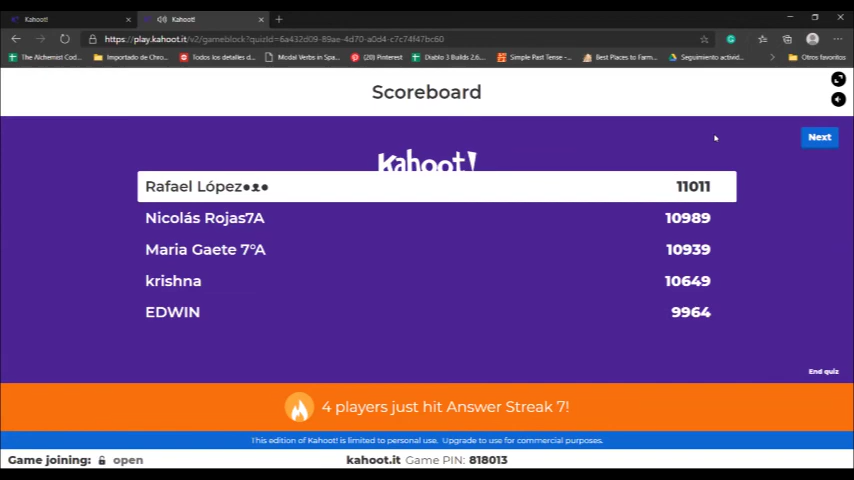 Kahoot!
Kahoot!
https://play.kahoot.it/v2/gameblock?quizId=6a432d09-89ae-4d70-a0d4-c7c74f47bc60
The Alchemist Cod...
Importado de Chro...
Todos los detalles d...
Modal Verbs in Spa...
(20) Pinterest
Diablo 3 Builds 2.6....
Simple Past Tense -...
Best Places to Farm...
Seguimiento activid...
Otros favoritos
Scoreboard
Next
Kahoot!
Rafael López●ᴥ● 11011
Nicolás Rojas7A 10989
Maria Gaete 7°A 10939
krishna 10649
EDWIN 9964
End quiz
4 players just hit Answer Streak 7!
This edition of Kahoot! is limited to personal use. Upgrade to use for commercial purposes.
Game joining: open
kahoot.it Game PIN: 818013